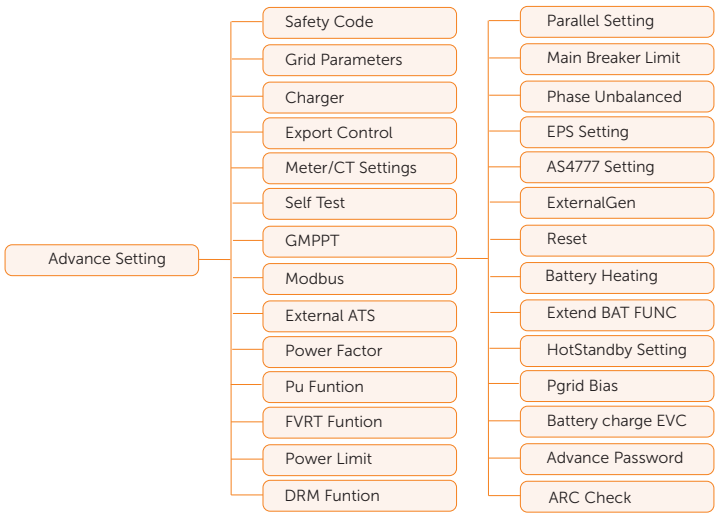 Advance Setting
Safety Code
Grid Parameters
Charger
Export Control
Meter/CT Settings
Self Test
GMPPT
Modbus
External ATS
Power Factor
Pu Funtion
FVRT Funtion
Power Limit
DRM Funtion
Parallel Setting
Main Breaker Limit
Phase Unbalanced
EPS Setting
AS4777 Setting
ExternalGen
Reset
Battery Heating
Extend BAT FUNC
HotStandby Setting
Pgrid Bias
Battery charge EVC
Advance Password
ARC Check